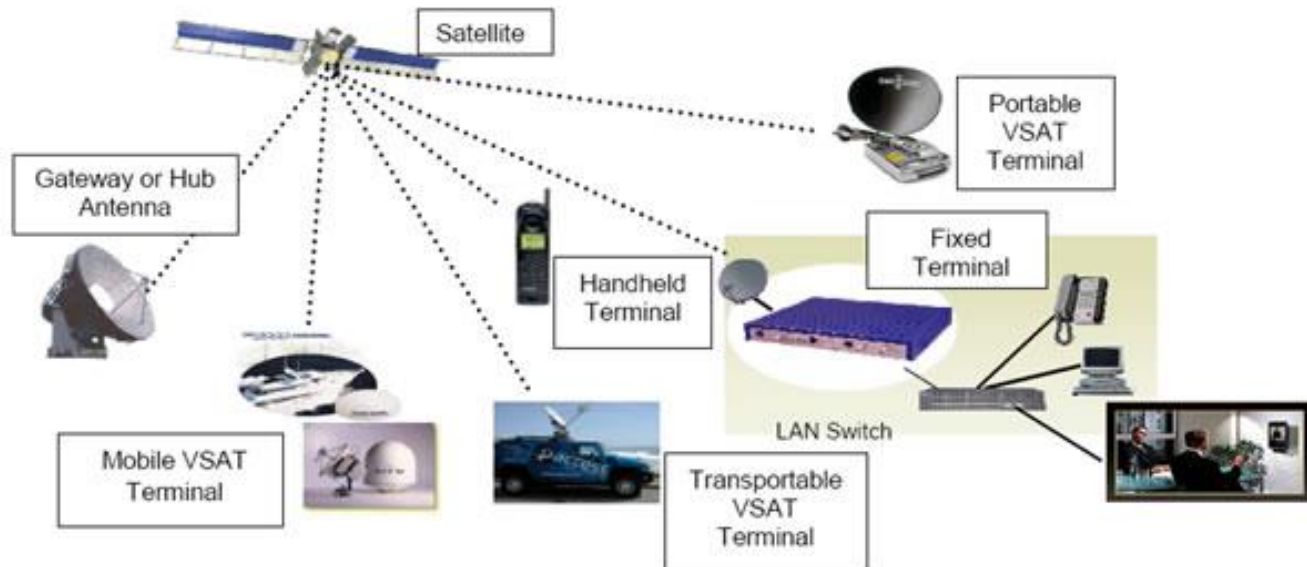 Satellite
Portable
VSAT
Terminal
Gateway or Hub
Antenna
Fixed
Terminal
Handheld
Terminal
LAN Switch
Mobile VSAT
Terminal
Transportable
VSAT
Terminal